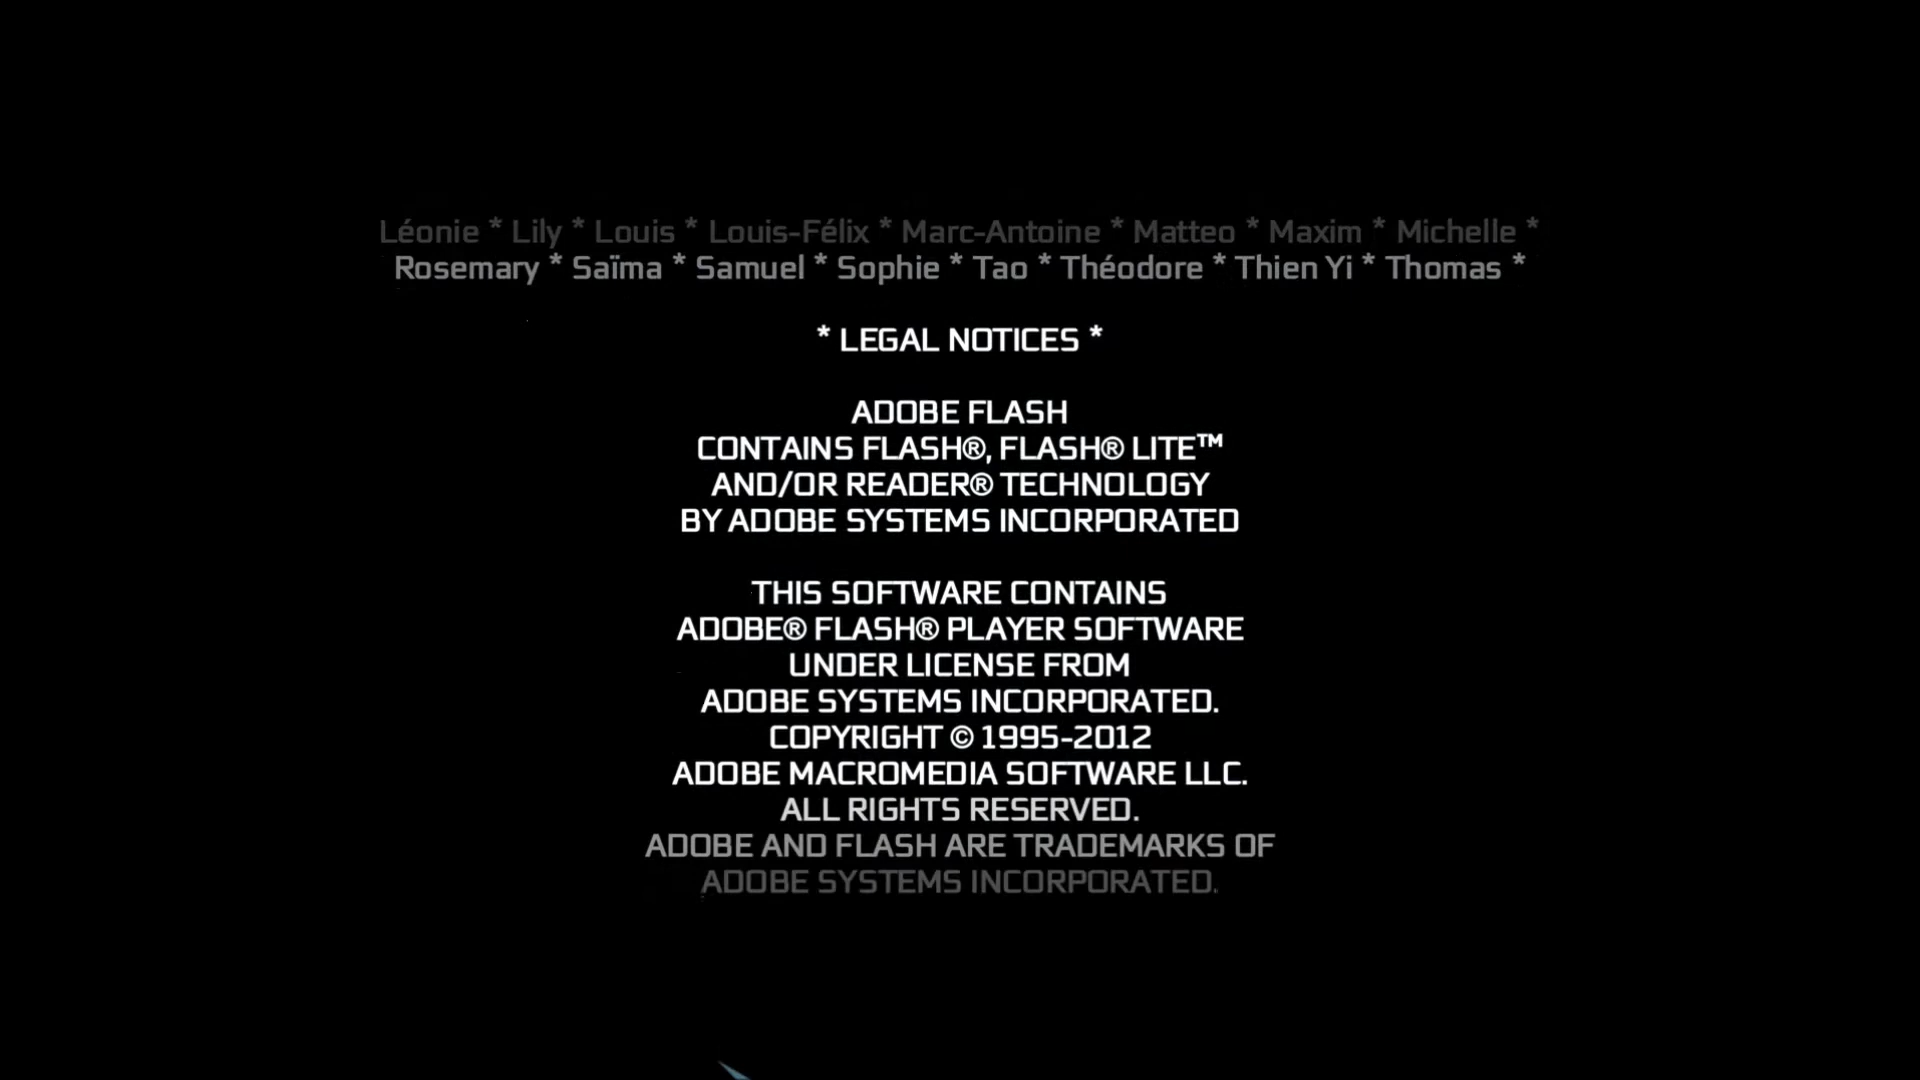 Léonie * Lily * Louis * Louis-Félix * Marc-Antoine * Matteo * Maxim * Michelle *
Rosemary * Saïma * Samuel * Sophie * Tao * Théodore * Thien Yi * Thomas *
* LEGAL NOTICES *
ADOBE FLASH
CONTAINS FLASH®, FLASH® LITE™
AND/OR READER® TECHNOLOGY
BY ADOBE SYSTEMS INCORPORATED
THIS SOFTWARE CONTAINS
ADOBE® FLASH® PLAYER SOFTWARE
UNDER LICENSE FROM
ADOBE SYSTEMS INCORPORATED.
COPYRIGHT © 1995-2012
ADOBE MACROMEDIA SOFTWARE LLC.
ALL RIGHTS RESERVED.
ADOBE AND FLASH ARE TRADEMARKS OF
ADOBE SYSTEMS INCORPORATED.